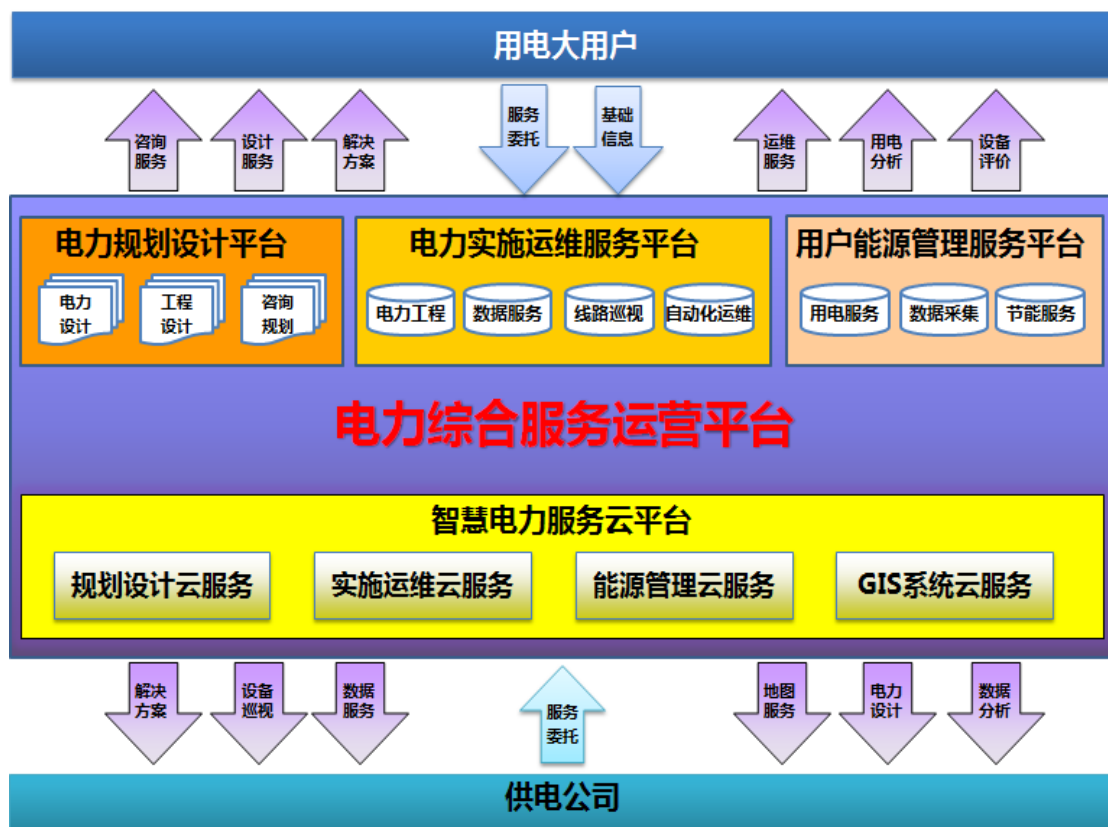 用电大用户
咨询
服务
设计
服务
解决
方案
服务
委托
基础
信息
运维
服务
用电
分析
设备
评价
电力规划设计平台
电力
设计
工程
设计
咨询
规划
电力实施运维服务平台
电力工程
数据服务
线路巡视
自动化运维
用户能源管理服务平台
用电服务
数据采集
节能服务
电力综合服务运营平台
智慧电力服务云平台
规划设计云服务
实施运维云服务
能源管理云服务
GIS系统云服务
解决
方案
设备
巡视
数据
服务
服务
委托
地图
服务
电力
设计
数据
分析
供电公司